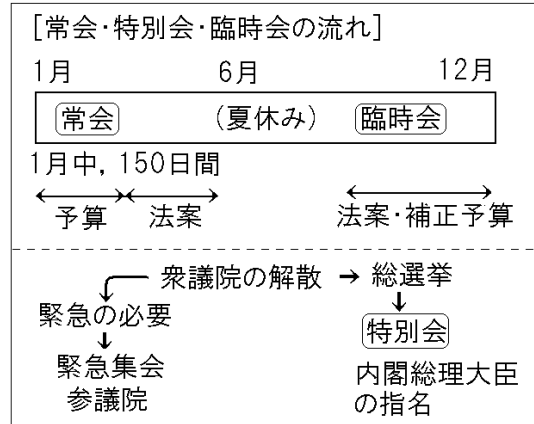 [常会・特別会・臨時会の流れ]
1月 6月 12月
常会 (夏休み) 臨時会
1月中, 150日間
予算 法案 法案・補正予算
衆議院の解散 → 総選挙
緊急の必要 特別会
緊急集会 内閣総理大臣
参議院 の指名